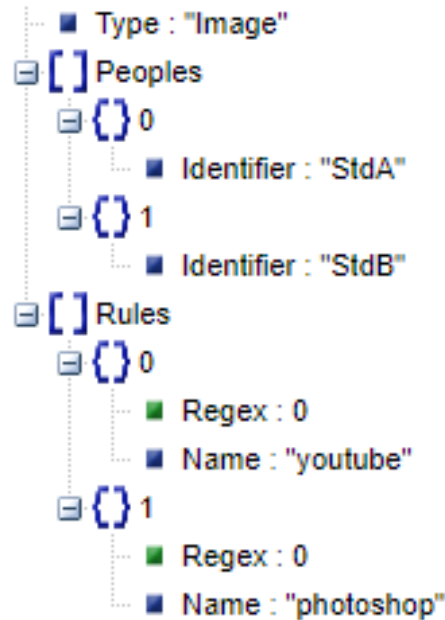 Type : "Image"
[ ] Peoples
{ } 0
Identifier : "StdA"
{ } 1
Identifier : "StdB"
[ ] Rules
{ } 0
Regex : 0
Name : "youtube"
{ } 1
Regex : 0
Name : "photoshop"